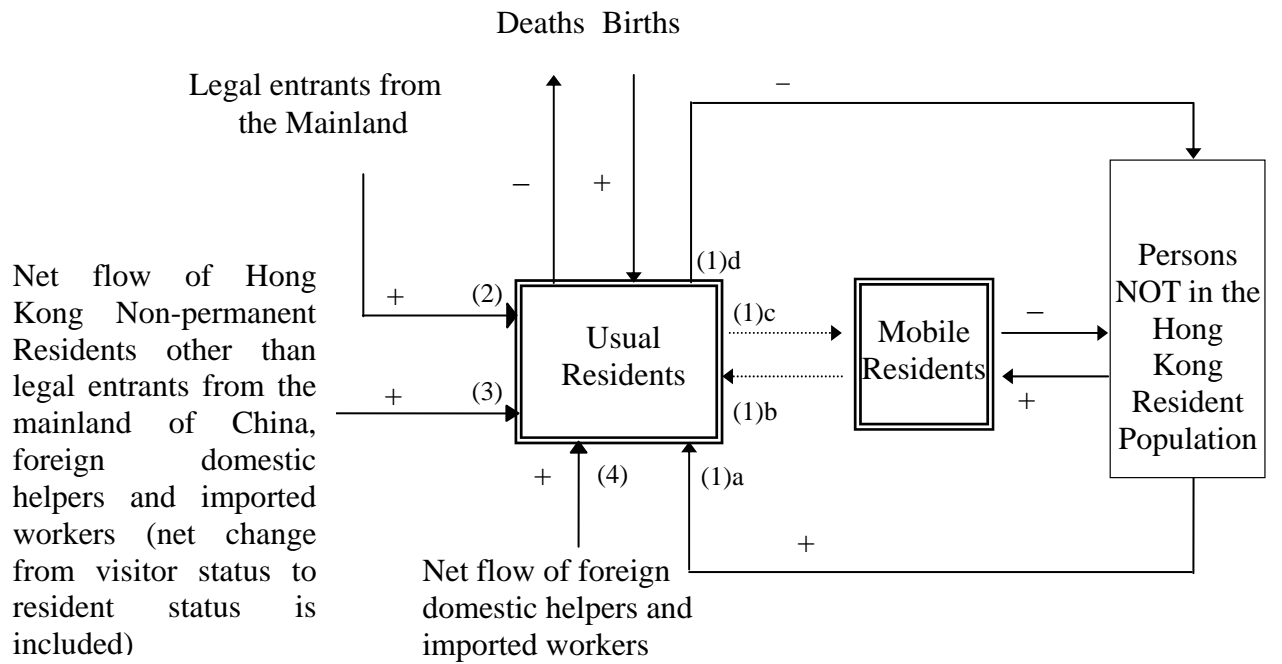 Deaths Births
Legal entrants from
the Mainland
−
−
+
Net flow of Hong
Kong Non-permanent
Residents other than
legal entrants from the
mainland of China,
foreign domestic
helpers and imported
workers (net change
from visitor status to
resident status is
included)
+
(2)
+
(3)
(1)d
Usual
Residents
(1)c
(1)b
Mobile
Residents
−
+
Persons
NOT in the
Hong
Kong
Resident
Population
+
(4)
(1)a
+
Net flow of foreign
domestic helpers and
imported workers